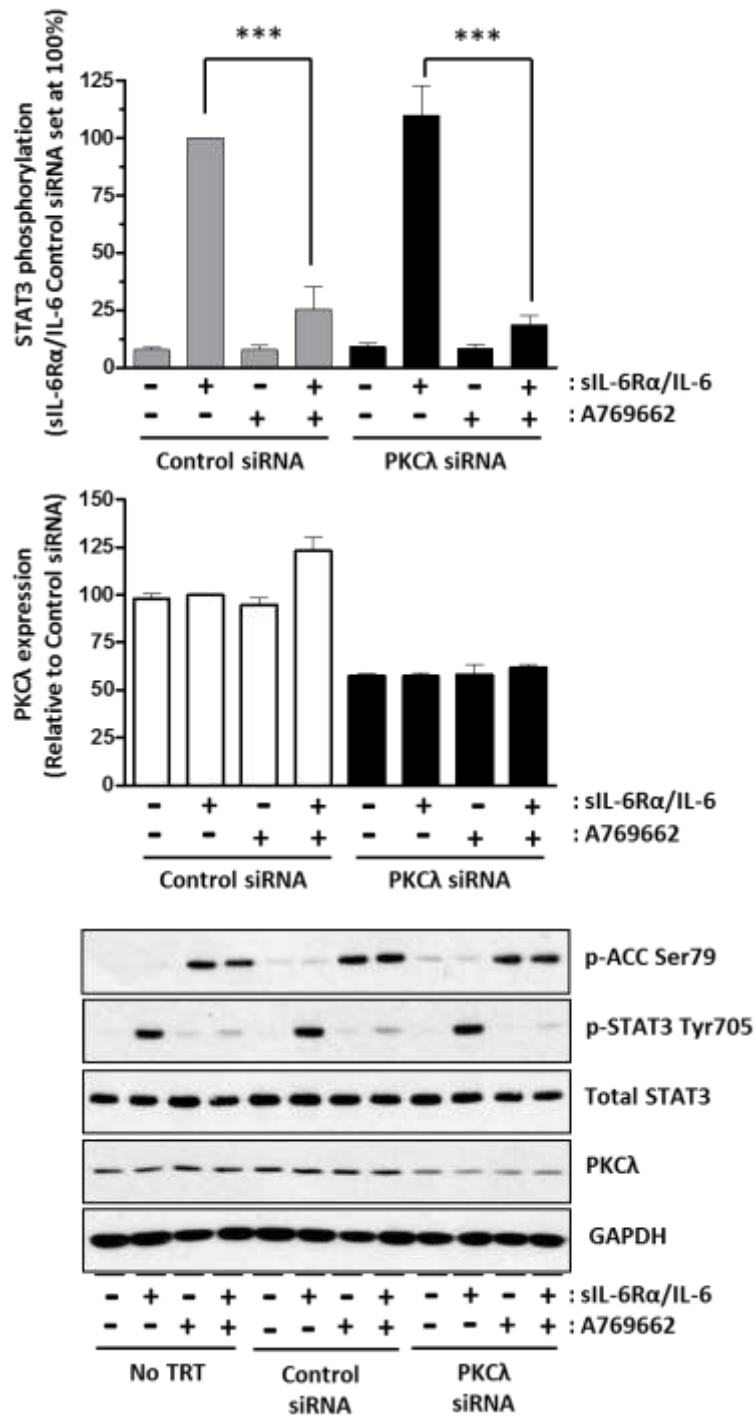 *** ***
STAT3 phosphorylation
(sIL-6Rα/IL-6 Control siRNA set at 100%)
125
100
75
50
25
0
- + - + - + - + : sIL-6Rα/IL-6
- - + + - - + + : A769662
Control siRNA PKCλ siRNA
PKCλ expression
(Relative to Control siRNA)
150
125
100
75
50
25
0
- + - + - + - + : sIL-6Rα/IL-6
- - + + - - + + : A769662
Control siRNA PKCλ siRNA
p-ACC Ser79
p-STAT3 Tyr705
Total STAT3
PKCλ
GAPDH
- + - + - + - + - + - + : sIL-6Rα/IL-6
- - + + - - + + - - + + : A769662
No TRT Control siRNA PKCλ siRNA